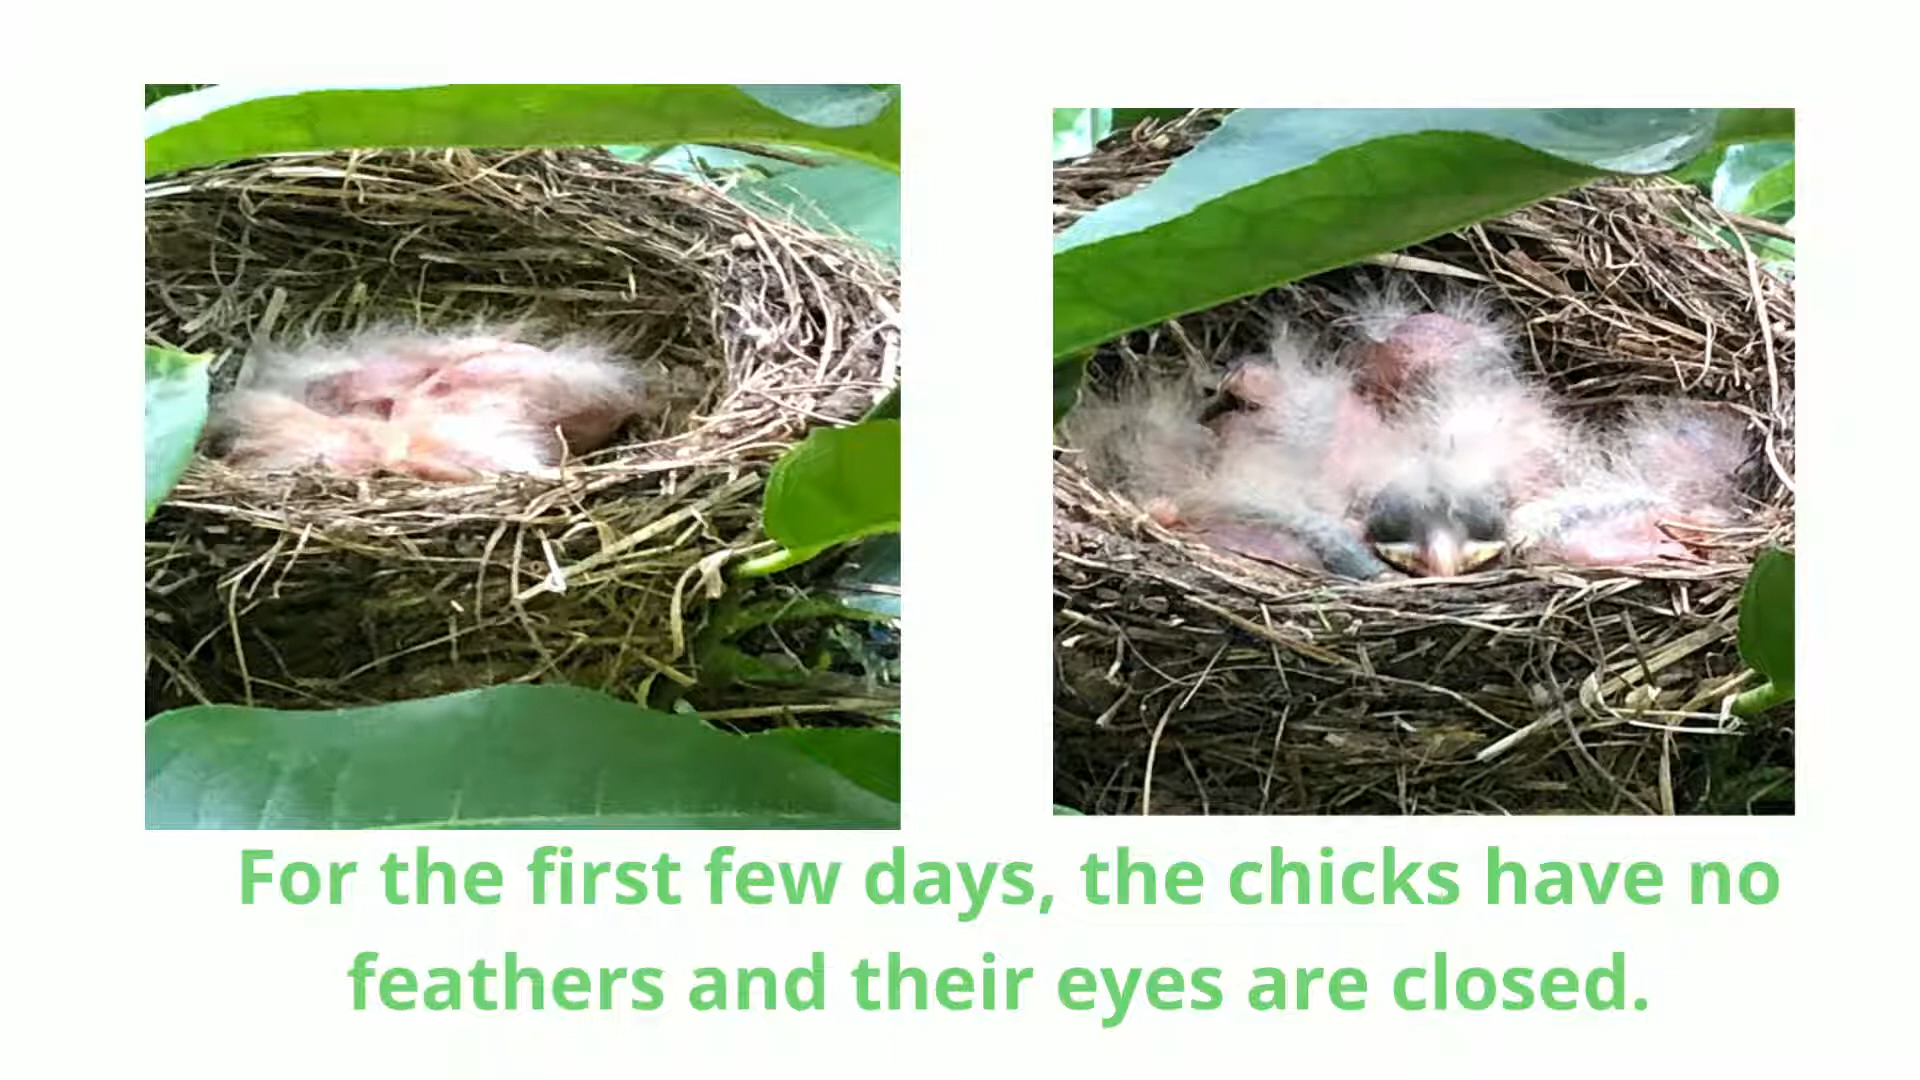 For the first few days, the chicks have no
feathers and their eyes are closed.